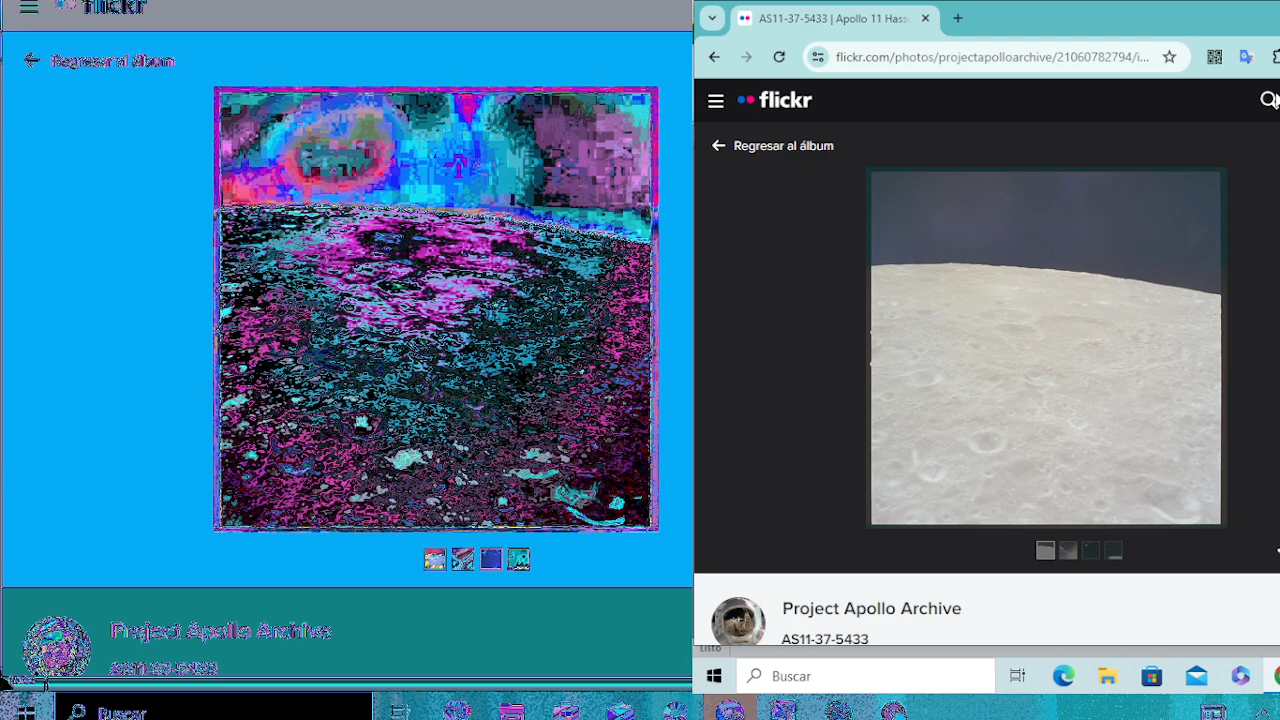 flickr
Regresar al álbum
Project Apollo Archive
AS11-37-5433
Buscar
AS11-37-5433 | Apollo 11 Hass
flickr.com/photos/projectapolloarchive/21060782794/i...
flickr
Regresar al álbum
Project Apollo Archive
AS11-37-5433
Listo
Buscar